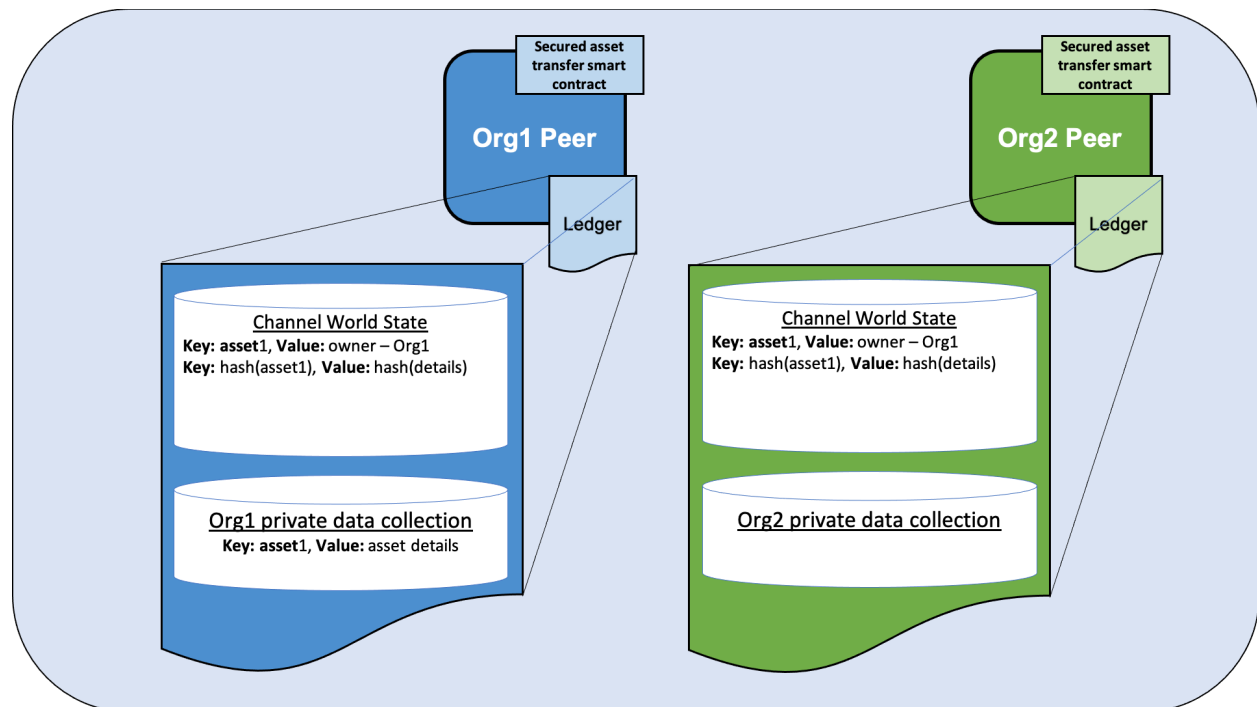 Secured asset
transfer smart
contract
Org1 Peer
Ledger
Channel World State
Key: asset1, Value: owner – Org1
Key: hash(asset1), Value: hash(details)
Org1 private data collection
Key: asset1, Value: asset details
Secured asset
transfer smart
contract
Org2 Peer
Ledger
Channel World State
Key: asset1, Value: owner – Org1
Key: hash(asset1), Value: hash(details)
Org2 private data collection